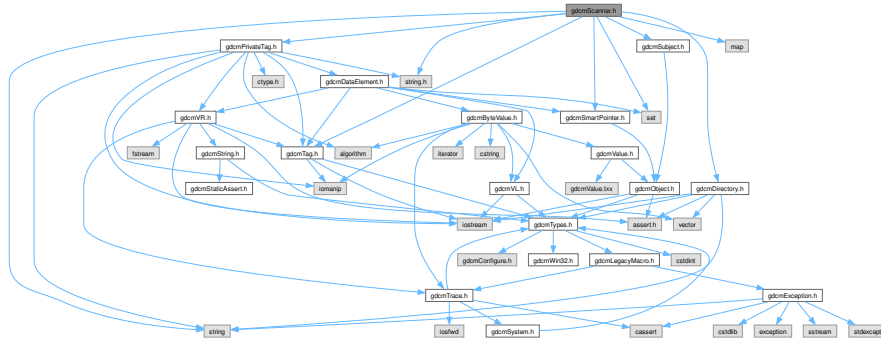 gdcmScanner.h
gdcmPrivateTag.h
gdcmSubject.h
map
ctype.h
gdcmDataElement.h
string.h
gdcmVR.h
gdcmByteValue.h
gdcmSmartPointer.h
set
fstream
gdcmString.h
gdcmTag.h
algorithm
iterator
cstring
gdcmValue.h
gdcmStaticAssert.h
iomanip
gdcmVL.h
gdcmValue.txx
gdcmObject.h
gdcmDirectory.h
iostream
gdcmTypes.h
assert.h
vector
gdcmConfigure.h
gdcmWin32.h
gdcmLegacyMacro.h
cstdint
gdcmTrace.h
gdcmException.h
string
iosfwd
gdcmSystem.h
cassert
cstdlib
exception
sstream
stdexcept